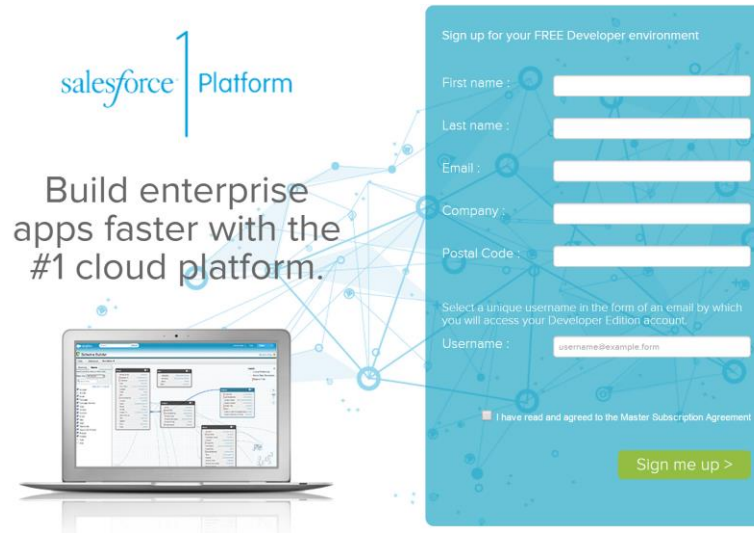 salesforce1 Platform
Build enterprise
apps faster with the
#1 cloud platform.
Sign up for your FREE Developer environment
First name :
Last name :
Email :
Company :
Postal Code :
Select a unique username in the form of an email by which
you will access your Developer Edition account.
Username :
username@example.form
I have read and agreed to the Master Subscription Agreement
Sign me up >